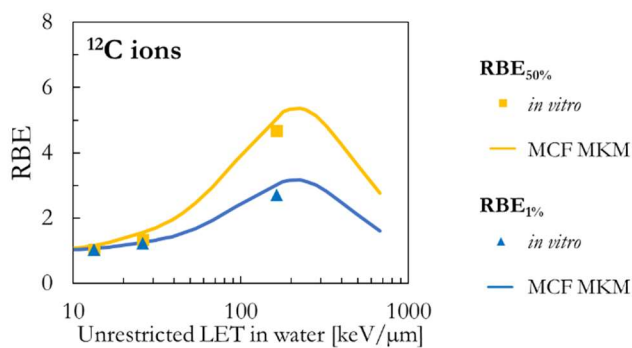 8
6
4
2
0
RBE
¹²C ions
10
100
1000
Unrestricted LET in water [keV/μm]
RBE₅₀%
in vitro
MCF MKM
RBE₁%
in vitro
MCF MKM